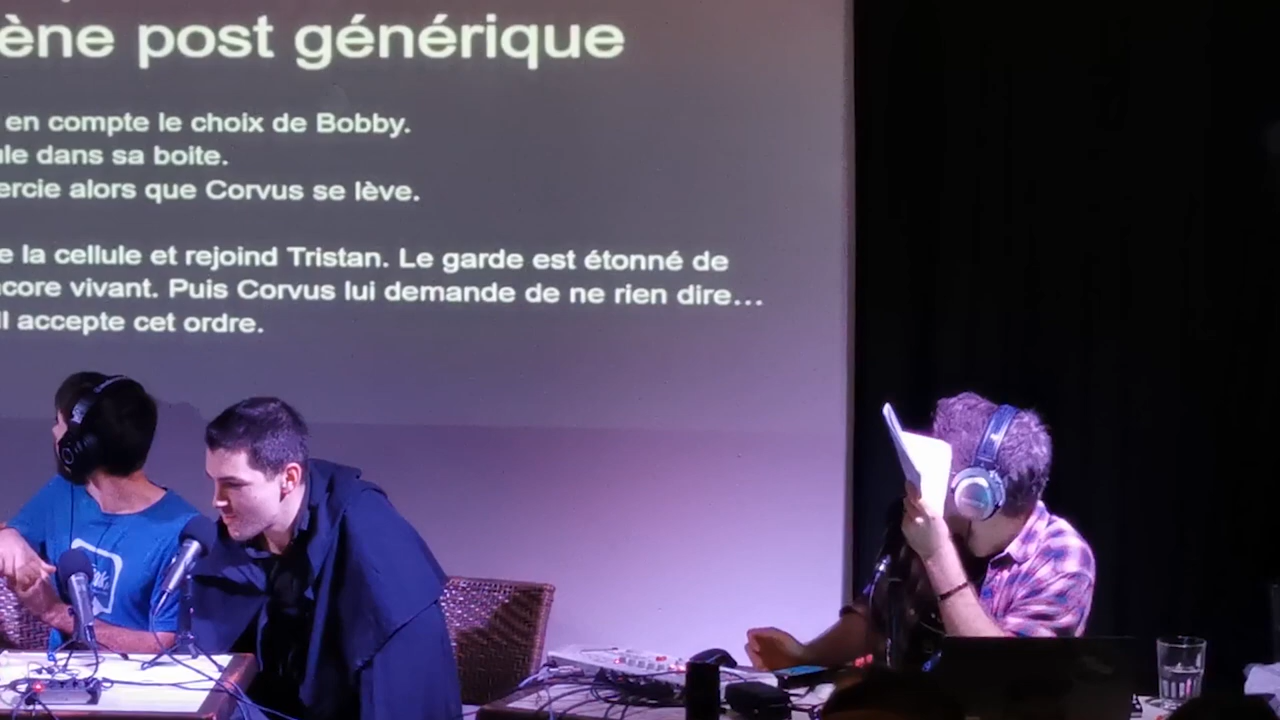 ène post générique
en compte le choix de Bobby.
le dans sa boite.
ercie alors que Corvus se lève.
e la cellule et rejoind Tristan. Le garde est étonné de
core vivant. Puis Corvus lui demande de ne rien dire…
Il accepte cet ordre.